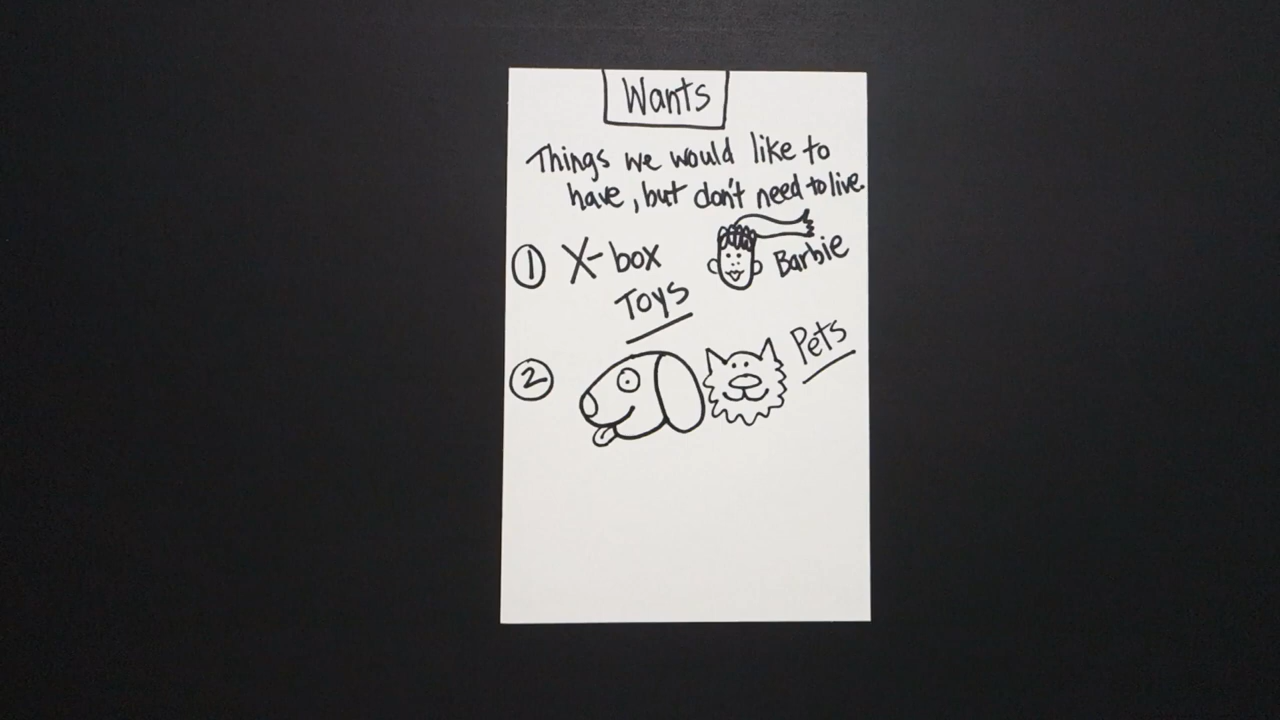 Wants
Things we would like to
have, but don't need to live.
① X-box
Barbie
Toys
②
Pets